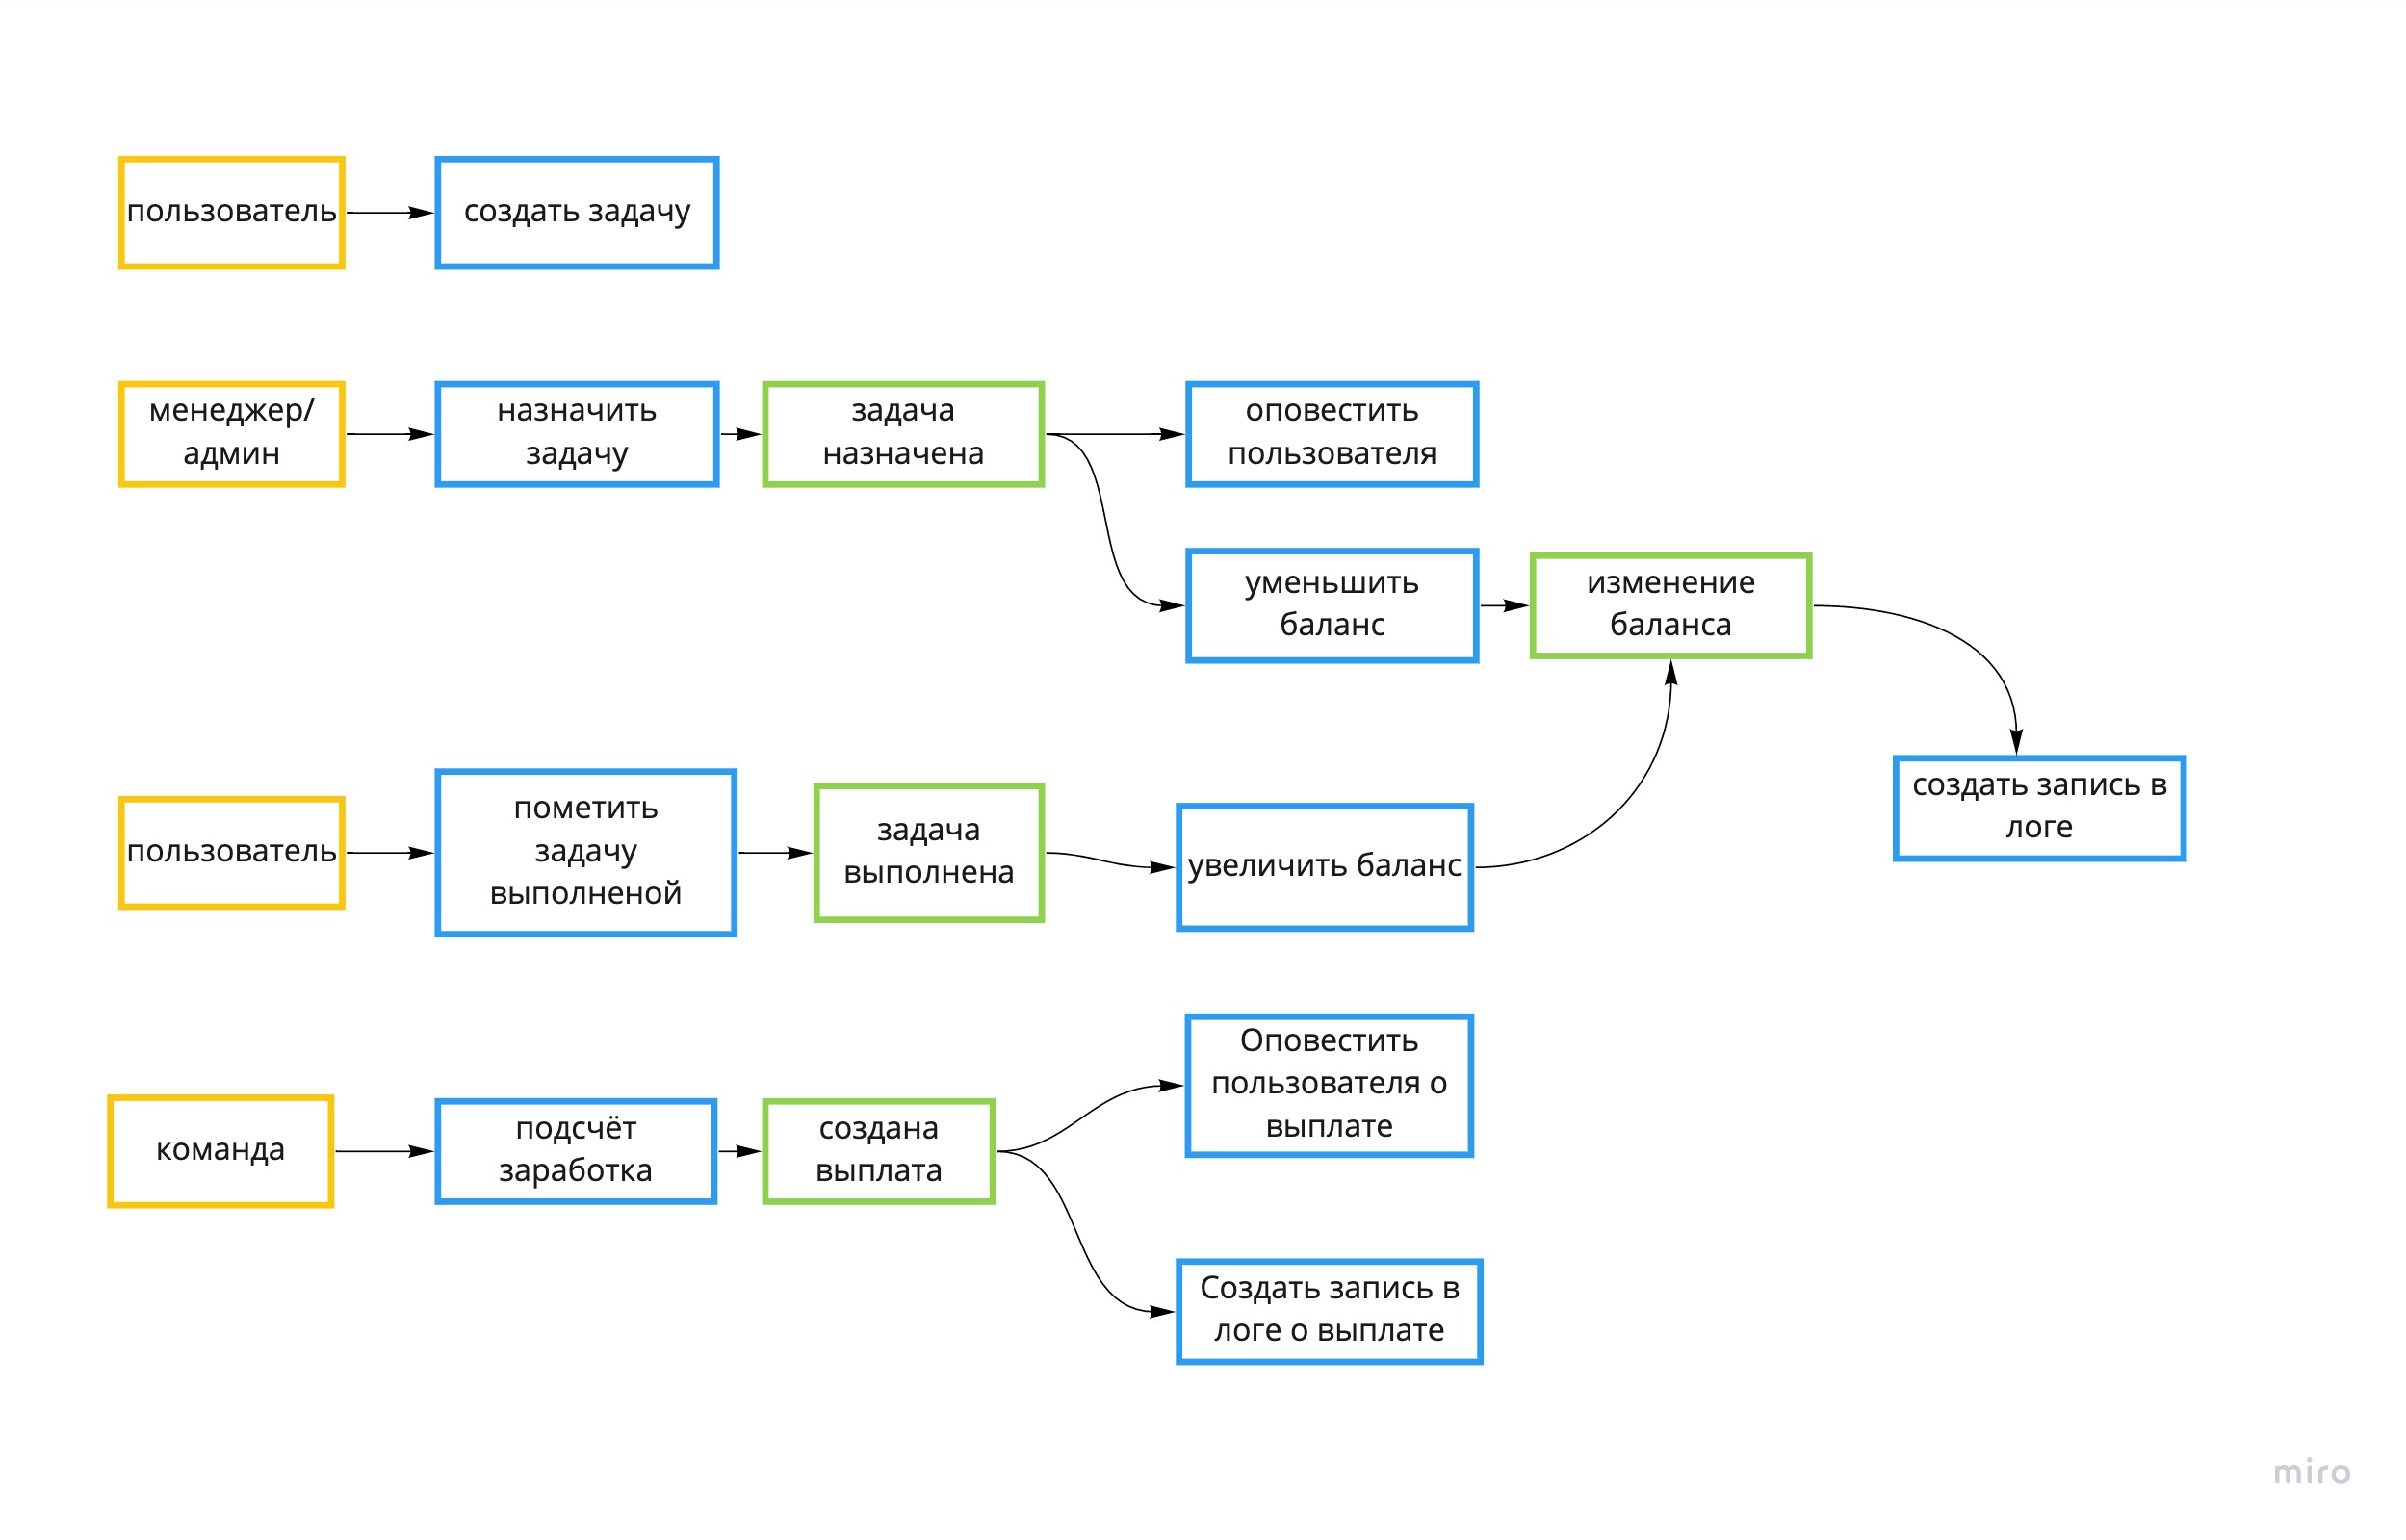 пользователь
создать задачу
менеджер/
админ
назначить
задачу
задача
назначена
оповестить
пользователя
уменьшить
баланс
изменение
баланса
создать запись в
логе
пользователь
пометить
задачу
выполненой
задача
выполнена
увеличить баланс
команда
подсчёт
заработка
создана
выплата
Оповестить
пользователя о
выплате
Создать запись в
логе о выплате
miro